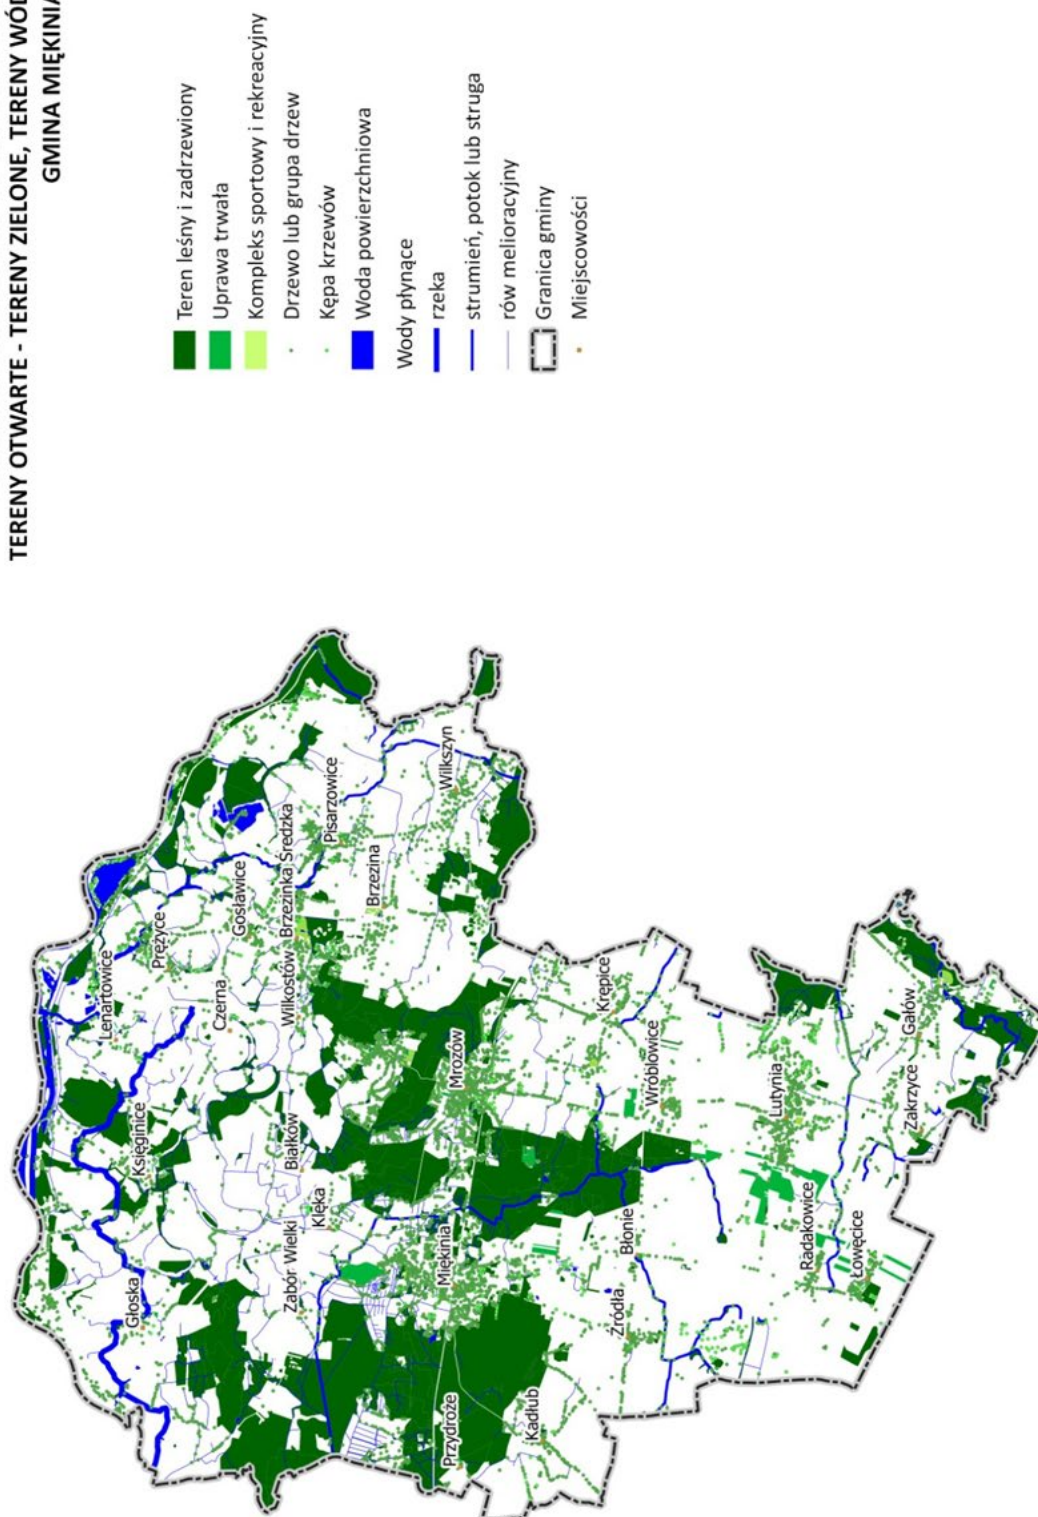 TERENY OTWARTE - TERENY ZIELONE, TERENY WÓD
GMINA MIĘKINIA
Teren leśny i zadrzewiony
Uprawa trwała
Kompleks sportowy i rekreacyjny
Drzewo lub grupa drzew
Kępa krzewów
Woda powierzchniowa
Wody płynące
rzeka
strumień, potok lub struga
rów melioracyjny
Granica gminy
Miejscowości
Lenartowice
Głoska
Księginice
Prężyce
Czerna
Gosławice
Zabór Wielki
Białków
Wilkostów
Brzezinka Średzka
Klęka
Pisarzowice
Brzezina
Miękinia
Wilkszyn
Przydroże
Mrozów
Kadłub
Krępice
Źródła
Błonie
Wróblowice
Lutynia
Radakowice
Łowęcice
Zakrzyce
Gałów